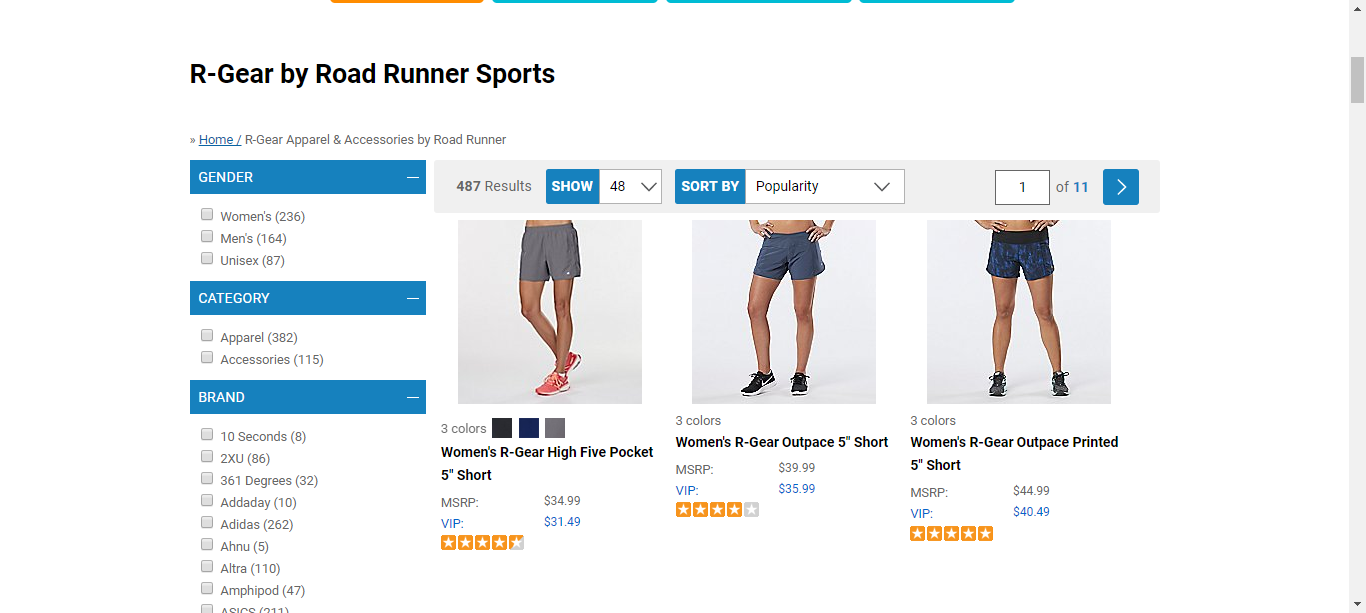 R-Gear by Road Runner Sports
» Home / R-Gear Apparel & Accessories by Road Runner
GENDER
Women's (236)
Men's (164)
Unisex (87)
CATEGORY
Apparel (382)
Accessories (115)
BRAND
10 Seconds (8)
2XU (86)
361 Degrees (32)
Addaday (10)
Adidas (262)
Ahnu (5)
Altra (110)
Amphipod (47)
ASICS (211)
487 Results SHOW 48 SORT BY Popularity 1 of 11
3 colors
Women's R-Gear High Five Pocket
5" Short
MSRP: $34.99
VIP: $31.49
3 colors
Women's R-Gear Outpace 5" Short
MSRP: $39.99
VIP: $35.99
3 colors
Women's R-Gear Outpace Printed
5" Short
MSRP: $44.99
VIP: $40.49